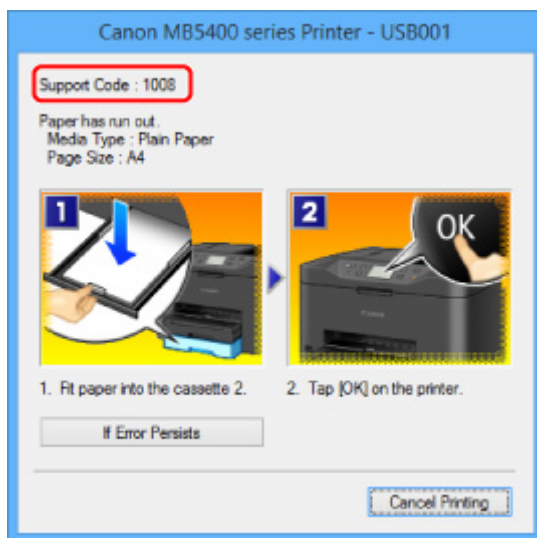 Canon MB5400 series Printer - USB001
Support Code : 1008
Paper has run out.
Media Type : Plain Paper
Page Size : A4
1
2
OK
1. Fit paper into the cassette 2.
2. Tap [OK] on the printer.
If Error Persists
Cancel Printing